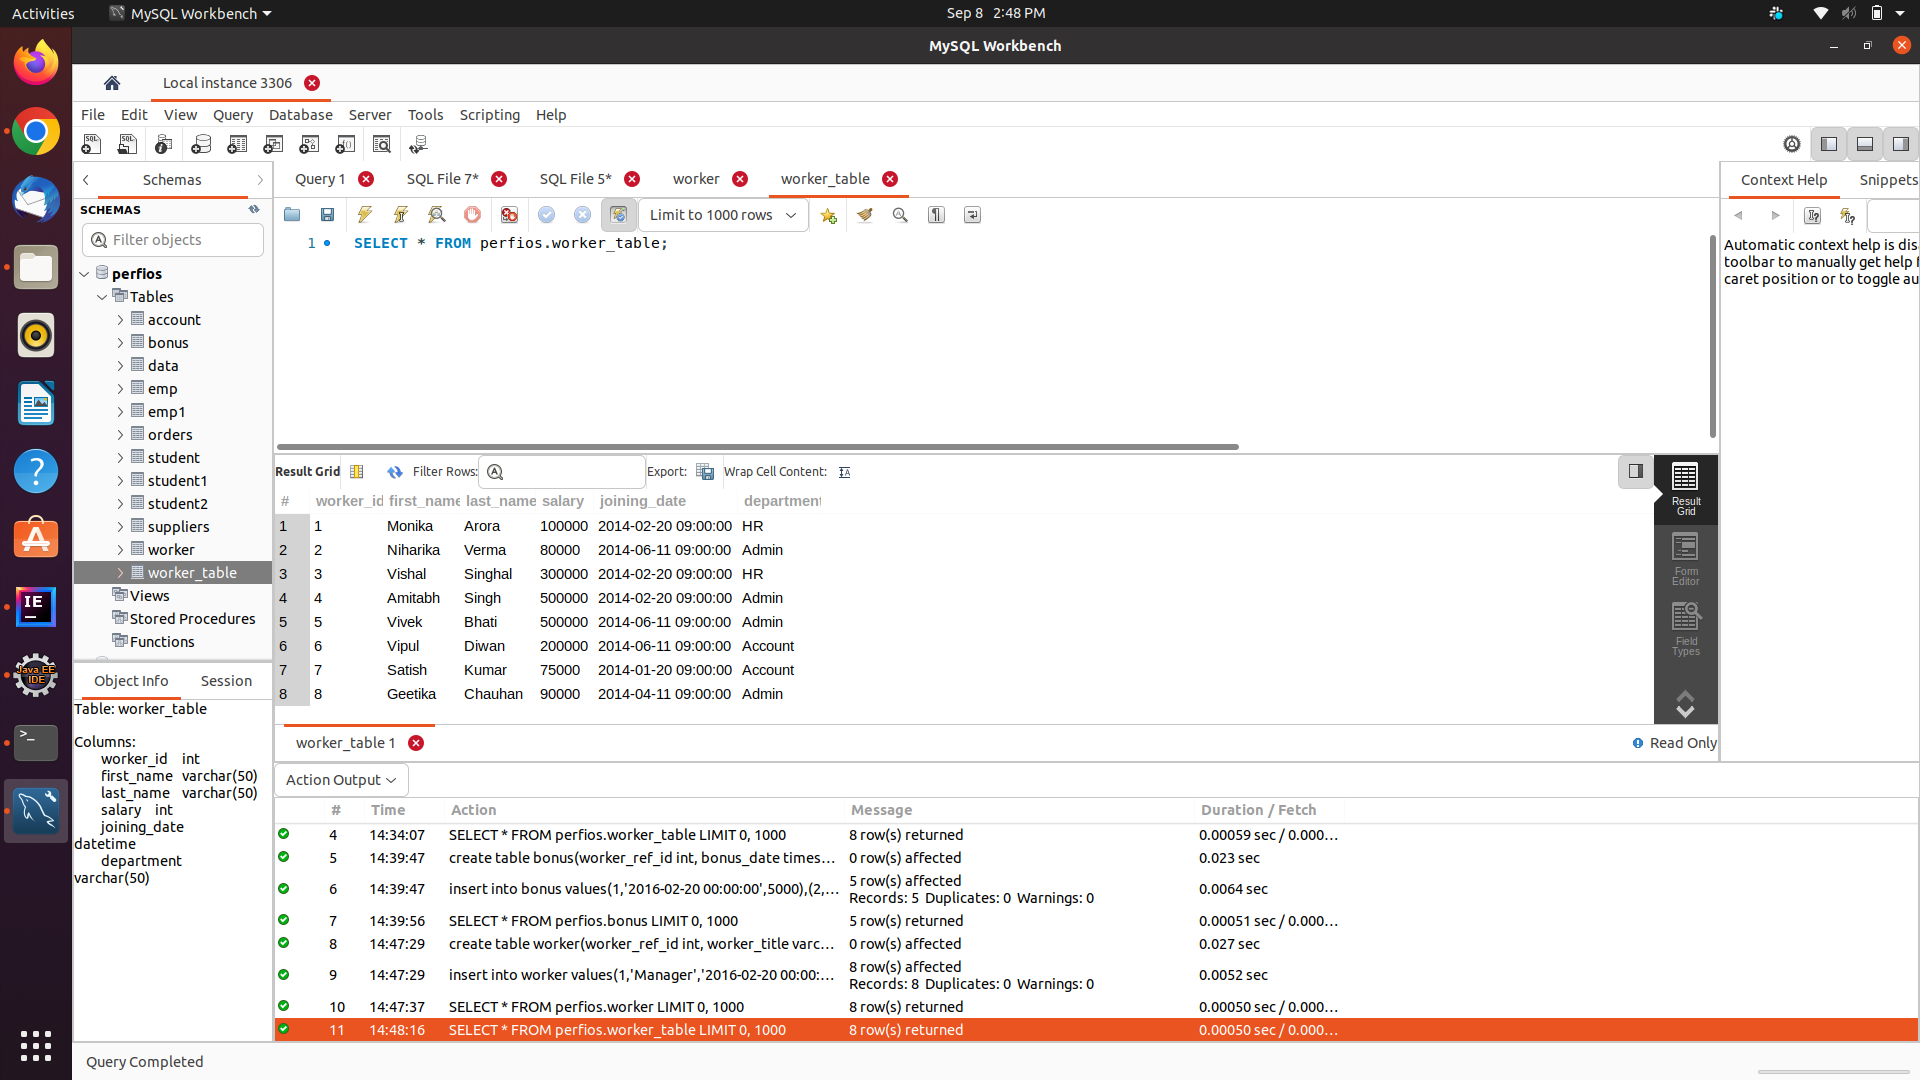 Activities
MySQL Workbench
Sep 8 2:48 PM
MySQL Workbench
Local instance 3306
File Edit View Query Database Server Tools Scripting Help
Schemas
SCHEMAS
Filter objects
perfios
Tables
account
bonus
data
emp
emp1
orders
student
student1
student2
suppliers
worker
worker_table
Views
Stored Procedures
Functions
Object Info Session
Table: worker_table
Columns:
worker_id int
first_name varchar(50)
last_name varchar(50)
salary int
joining_date
datetime
department
varchar(50)
Query 1 SQL File 7* SQL File 5* worker worker_table
Limit to 1000 rows
1 SELECT * FROM perfios.worker_table;
Context Help Snippets
Automatic context help is dis
toolbar to manually get help f
caret position or to toggle au
Result Grid Filter Rows: Export: Wrap Cell Content:
# worker_id first_name last_name salary joining_date department
1 1 Monika Arora 100000 2014-02-20 09:00:00 HR
2 2 Niharika Verma 80000 2014-06-11 09:00:00 Admin
3 3 Vishal Singhal 300000 2014-02-20 09:00:00 HR
4 4 Amitabh Singh 500000 2014-02-20 09:00:00 Admin
5 5 Vivek Bhati 500000 2014-06-11 09:00:00 Admin
6 6 Vipul Diwan 200000 2014-06-11 09:00:00 Account
7 7 Satish Kumar 75000 2014-01-20 09:00:00 Account
8 8 Geetika Chauhan 90000 2014-04-11 09:00:00 Admin
Result
Grid
Form
Editor
Field
Types
worker_table 1
Read Only
Action Output
# Time Action Message Duration / Fetch
4 14:34:07 SELECT * FROM perfios.worker_table LIMIT 0, 1000 8 row(s) returned 0.00059 sec / 0.000…
5 14:39:47 create table bonus(worker_ref_id int, bonus_date times… 0 row(s) affected 0.023 sec
6 14:39:47 insert into bonus values(1,'2016-02-20 00:00:00',5000),(2,… 5 row(s) affected
Records: 5 Duplicates: 0 Warnings: 0 0.0064 sec
7 14:39:56 SELECT * FROM perfios.bonus LIMIT 0, 1000 5 row(s) returned 0.00051 sec / 0.000…
8 14:47:29 create table worker(worker_ref_id int, worker_title varc… 0 row(s) affected 0.027 sec
9 14:47:29 insert into worker values(1,'Manager','2016-02-20 00:00:… 8 row(s) affected
Records: 8 Duplicates: 0 Warnings: 0 0.0052 sec
10 14:47:37 SELECT * FROM perfios.worker LIMIT 0, 1000 8 row(s) returned 0.00050 sec / 0.000…
11 14:48:16 SELECT * FROM perfios.worker_table LIMIT 0, 1000 8 row(s) returned 0.00050 sec / 0.000…
Query Completed
IE
Java EE
IDE